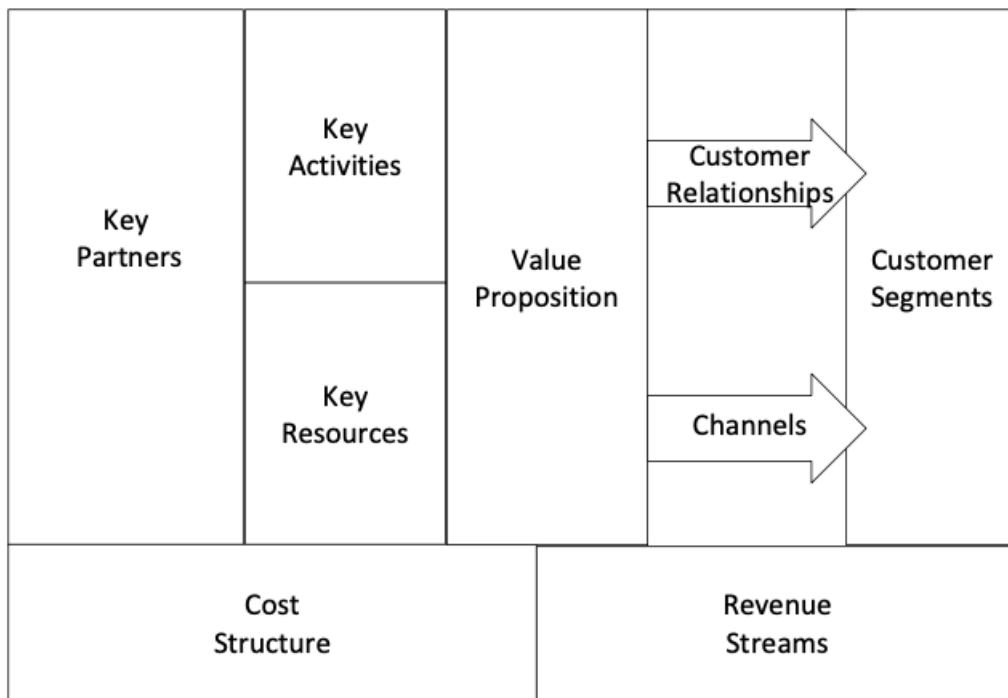 Key
Partners
Key
Activities
Key
Resources
Value
Proposition
Customer
Relationships
Channels
Customer
Segments
Cost
Structure
Revenue
Streams